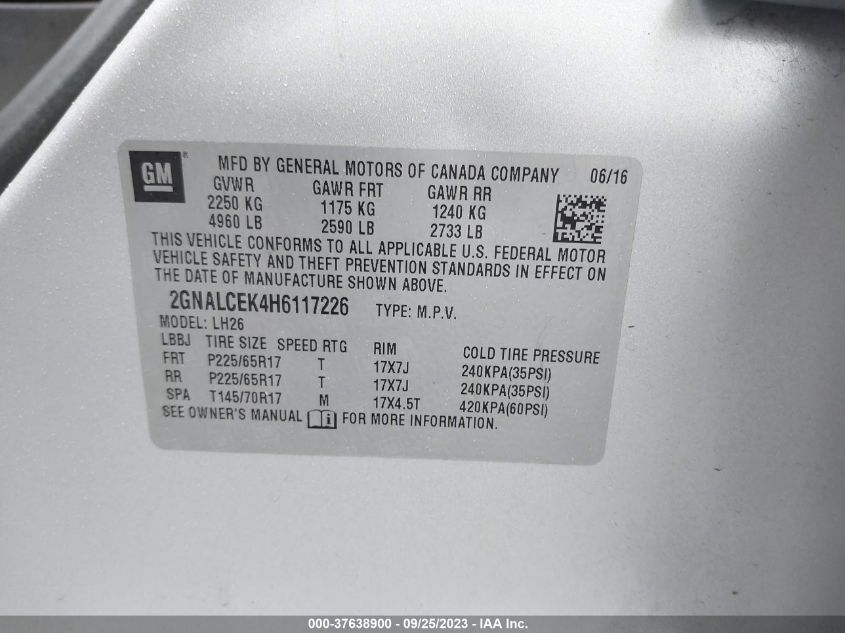 GM ® MFD BY GENERAL MOTORS OF CANADA COMPANY 06/16
GVWR GAWR FRT GAWR RR
2250 KG 1175 KG 1240 KG
4960 LB 2590 LB 2733 LB
THIS VEHICLE CONFORMS TO ALL APPLICABLE U.S. FEDERAL MOTOR
VEHICLE SAFETY AND THEFT PREVENTION STANDARDS IN EFFECT ON
THE DATE OF MANUFACTURE SHOWN ABOVE.
2GNALCEK4H6117226 TYPE: M.P.V.
MODEL: LH26
LBBJ TIRE SIZE SPEED RTG RIM COLD TIRE PRESSURE
FRT P225/65R17 T 17X7J 240KPA(35PSI)
RR P225/65R17 T 17X7J 240KPA(35PSI)
SPA T145/70R17 M 17X4.5T 420KPA(60PSI)
SEE OWNER'S MANUAL FOR MORE INFORMATION.
000-37638900 - 09/25/2023 - IAA Inc.